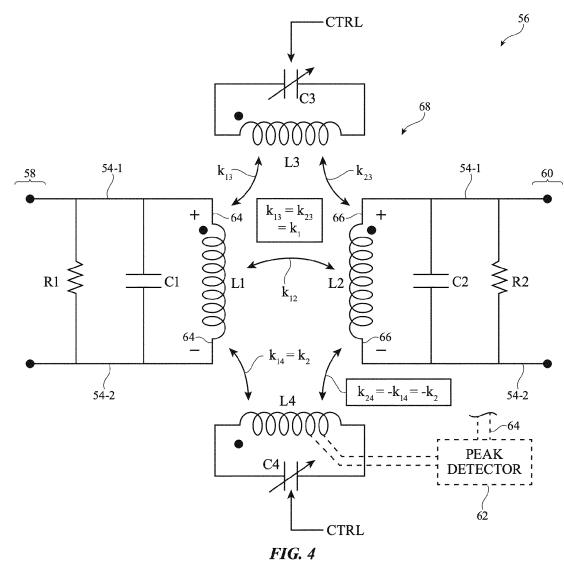 CTRL
56
C3
68
L3
k13
k23
58
54-1
54-1
60
+
64
k13 = k23
= k1
66
+
R1
C1
L1
k12
L2
C2
R2
64
−
66
−
k14 = k2
54-2
k24 = -k14 = -k2
54-2
L4
64
C4
PEAK
DETECTOR
62
CTRL
FIG. 4